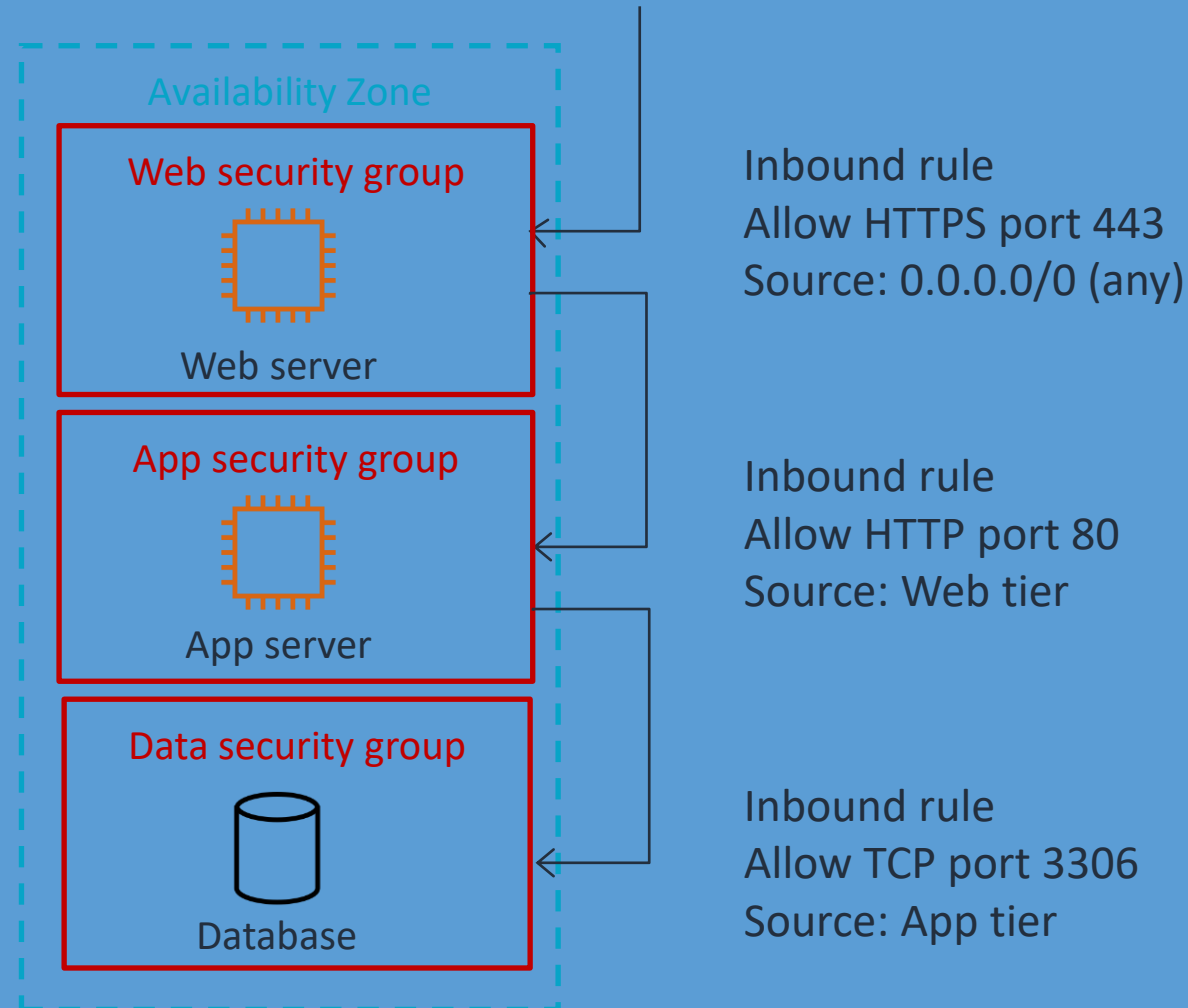 Availability Zone
Web security group
Web server
Inbound rule
Allow HTTPS port 443
Source: 0.0.0.0/0 (any)
App security group
App server
Inbound rule
Allow HTTP port 80
Source: Web tier
Data security group
Database
Inbound rule
Allow TCP port 3306
Source: App tier